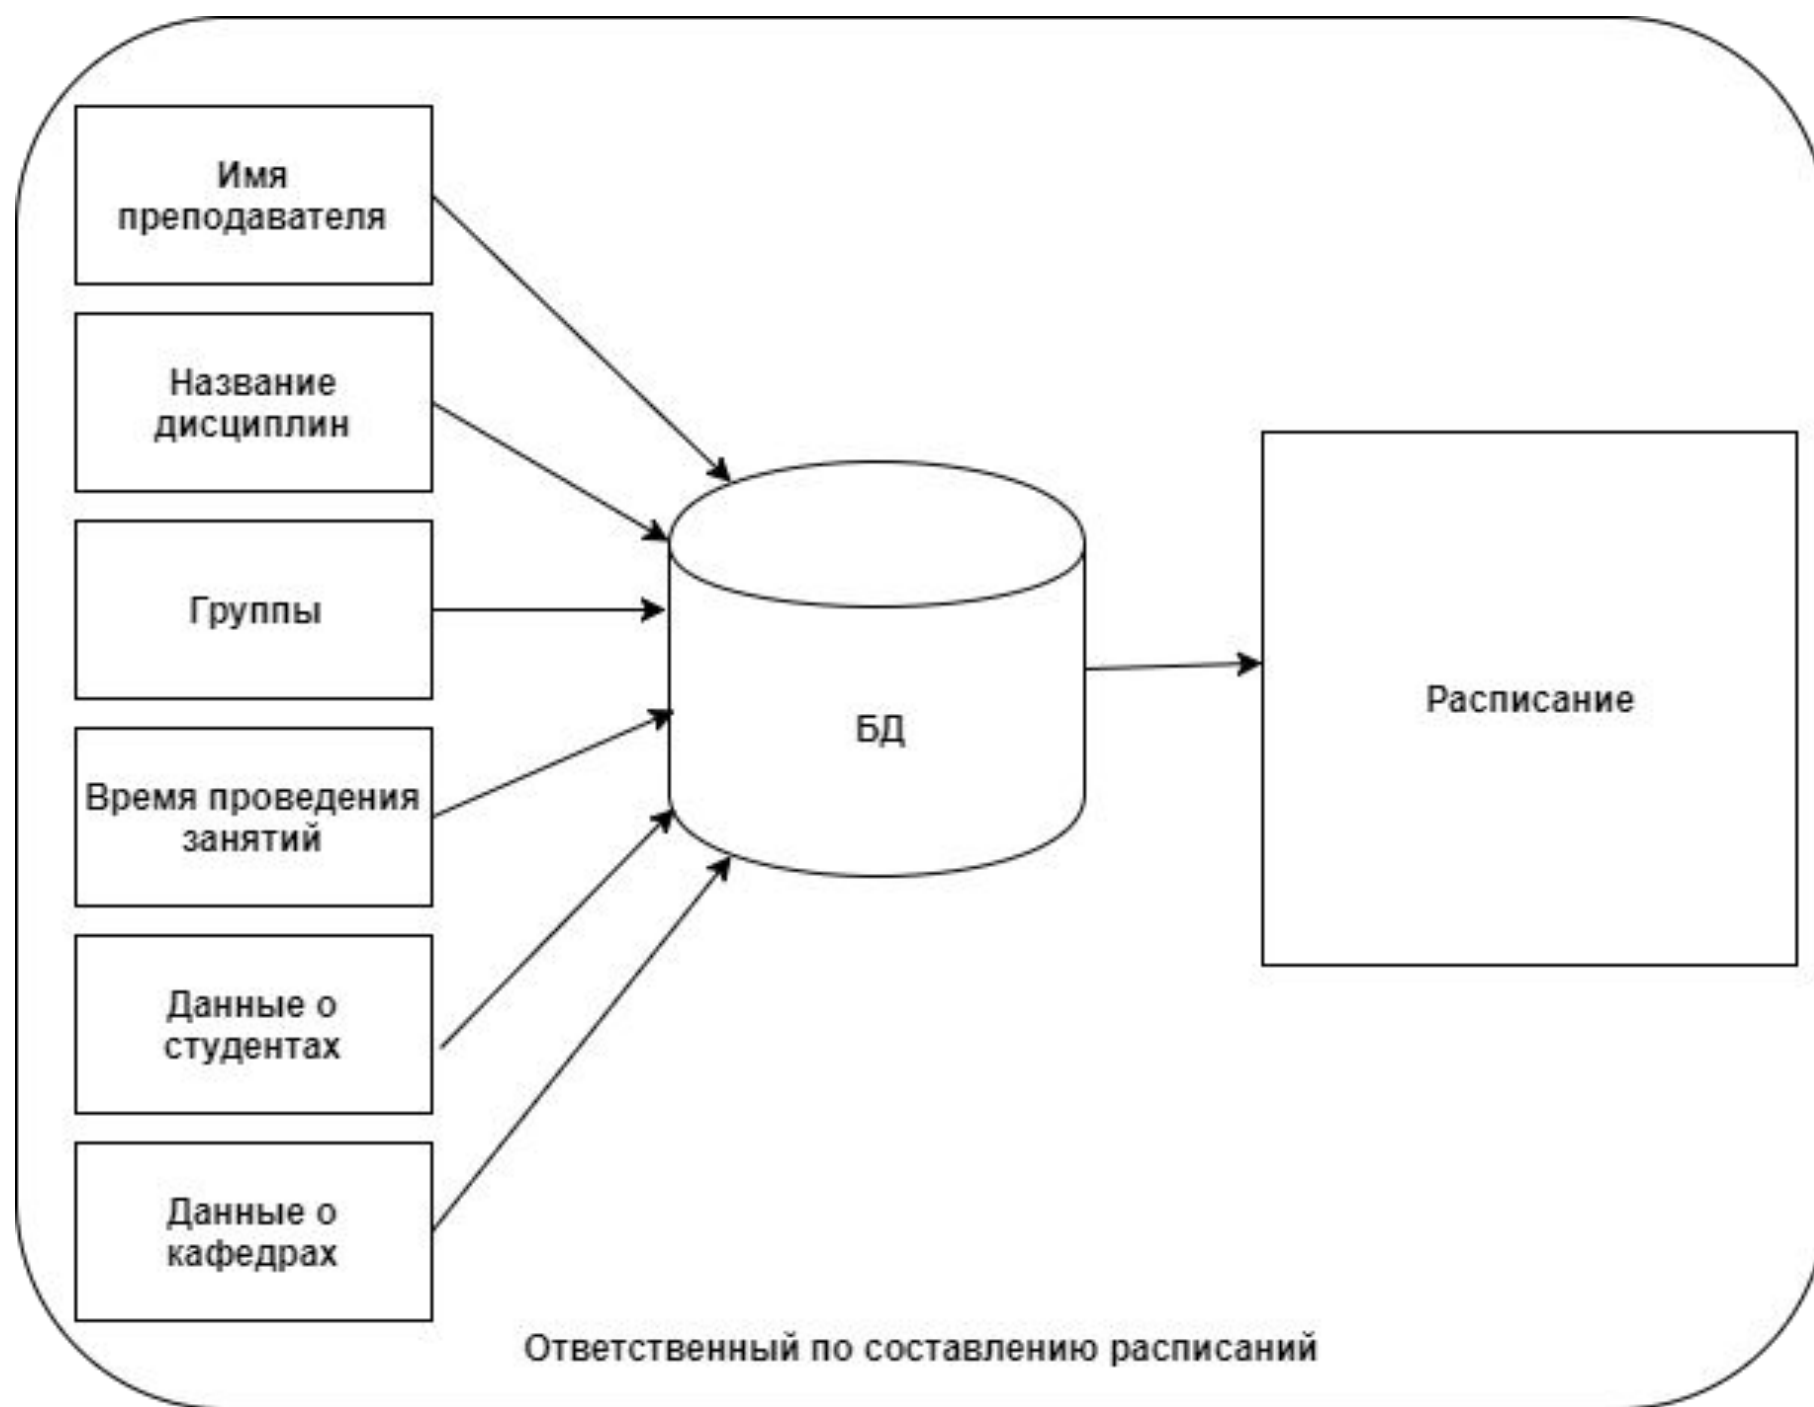 Имя
преподавателя
Название
дисциплин
Группы
Время проведения
занятий
Данные о
студентах
Данные о
кафедрах
БД
Расписание
Ответственный по составлению расписаний